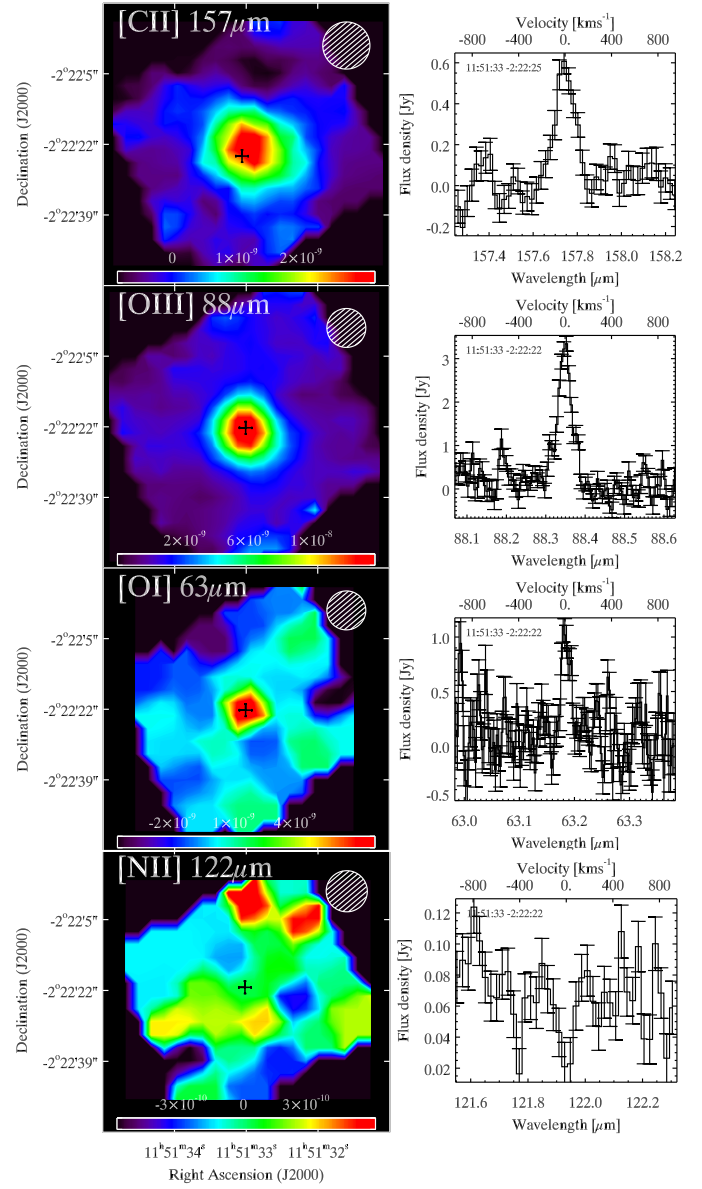 [CII] 157μm
Declination (J2000)
-2°22'5"
-2°22'22"
-2°22'39"
0 1×10⁻⁹ 2×10⁻⁹
Velocity [kms⁻¹]
-800 -400 0. 400 800
11:51:33 -2:22:25
Flux density [Jy]
0.6
0.4
0.2
0.0
-0.2
157.4 157.6 157.8 158.0 158.2
Wavelength [μm]
[OIII] 88μm
Declination (J2000)
-2°22'5"
-2°22'22"
-2°22'39"
2×10⁻⁹ 6×10⁻⁹ 1×10⁻⁸
Velocity [kms⁻¹]
-800 -400 0. 400 800
11:51:33 -2:22:22
Flux density [Jy]
3
2
1
0
88.1 88.2 88.3 88.4 88.5 88.6
Wavelength [μm]
[OI] 63μm
Declination (J2000)
-2°22'5"
-2°22'22"
-2°22'39"
-2×10⁻⁹ 1×10⁻⁹ 4×10⁻⁹
Velocity [kms⁻¹]
-800 -400 0. 400 800
11:51:33 -2:22:22
Flux density [Jy]
1.0
0.5
0.0
-0.5
63.0 63.1 63.2 63.3
Wavelength [μm]
[NII] 122μm
Declination (J2000)
-2°22'5"
-2°22'22"
-2°22'39"
-3×10⁻¹⁰ 0 3×10⁻¹⁰
11ʰ51ᵐ34ˢ 11ʰ51ᵐ33ˢ 11ʰ51ᵐ32ˢ
Right Ascension (J2000)
Velocity [kms⁻¹]
-800 -400 0. 400 800
11:51:33 -2:22:22
Flux density [Jy]
0.12
0.10
0.08
0.06
0.04
0.02
121.6 121.8 122.0 122.2
Wavelength [μm]